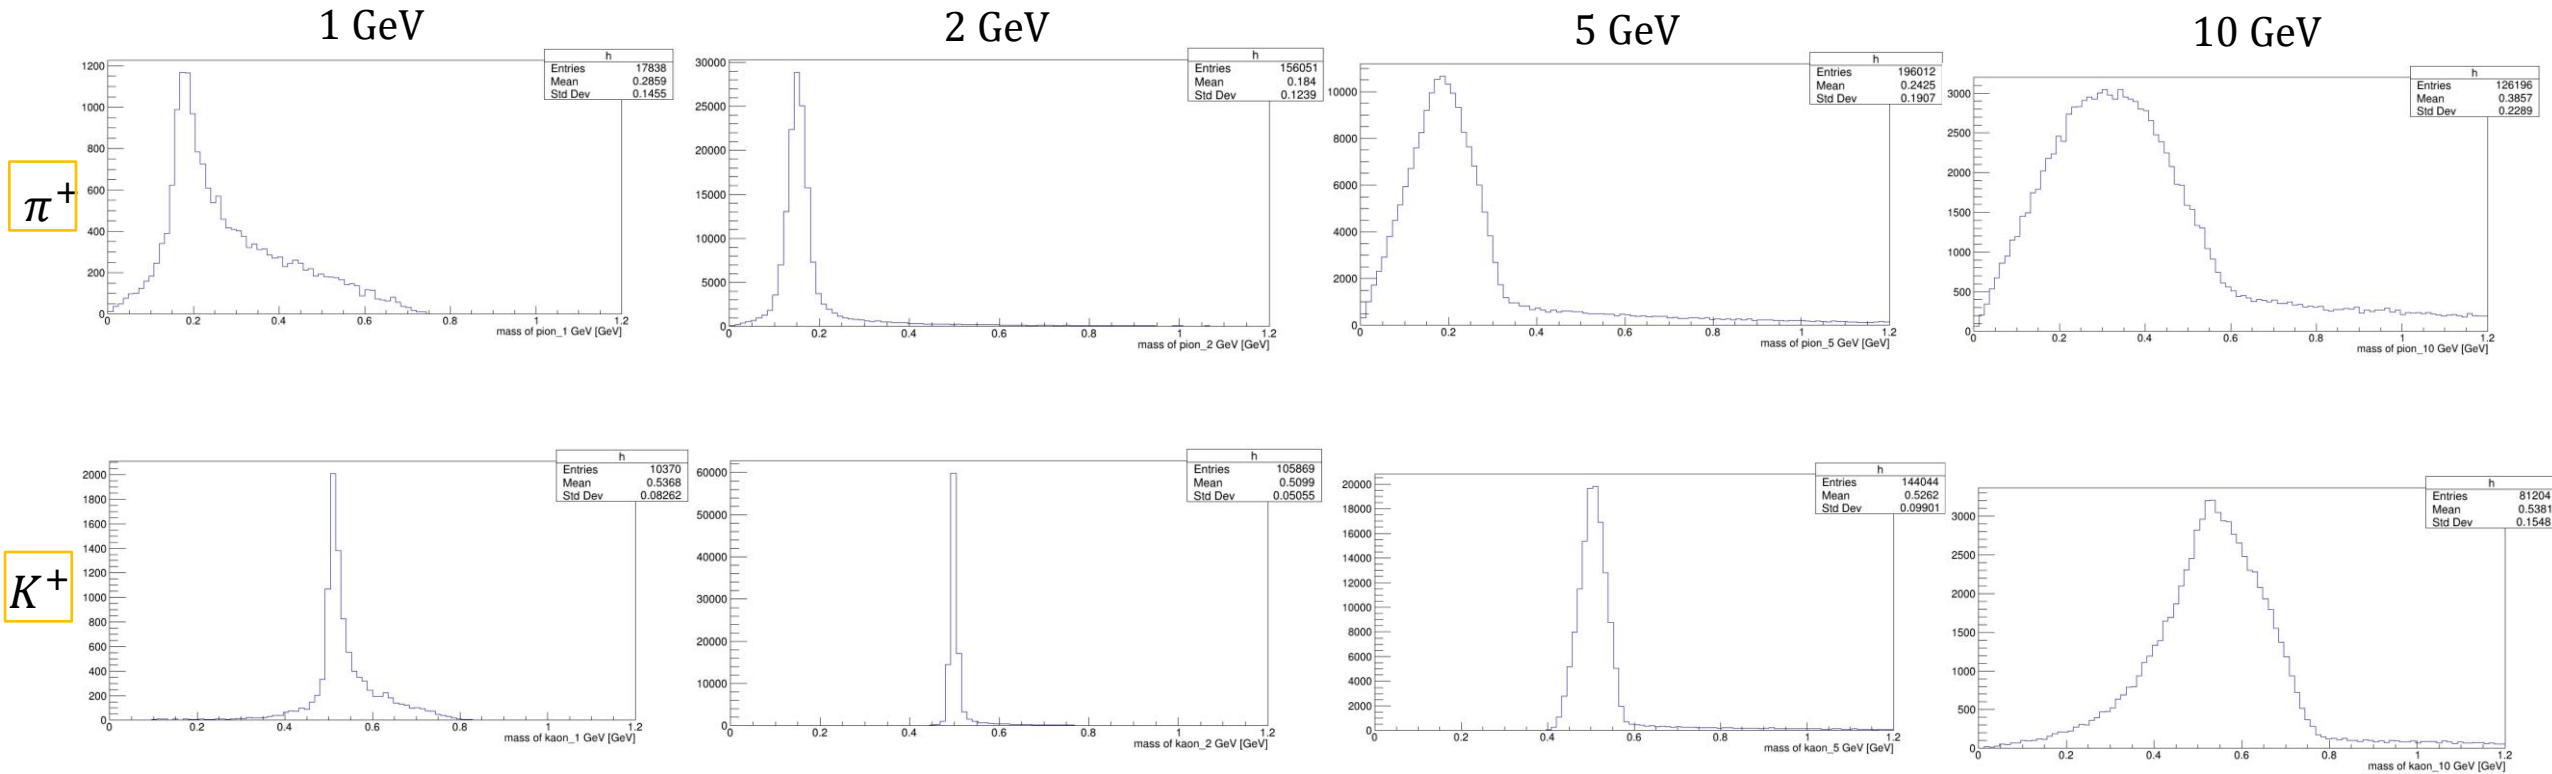 1 GeV
2 GeV
5 GeV
10 GeV
π⁺
h
Entries 17838
Mean 0.2859
Std Dev 0.1455
1200
1000
800
600
400
200
0
0 0.2 0.4 0.6 0.8 1 1.2
mass of pion_1 GeV [GeV]
h
Entries 156051
Mean 0.184
Std Dev 0.1239
30000
25000
20000
15000
10000
5000
0
0 0.2 0.4 0.6 0.8 1 1.2
mass of pion_2 GeV [GeV]
h
Entries 196012
Mean 0.2425
Std Dev 0.1907
10000
8000
6000
4000
2000
0
0 0.2 0.4 0.6 0.8 1 1.2
mass of pion_5 GeV [GeV]
h
Entries 126196
Mean 0.3857
Std Dev 0.2289
3000
2500
2000
1500
1000
500
0
0 0.2 0.4 0.6 0.8 1 1.2
mass of pion_10 GeV [GeV]
K⁺
h
Entries 10370
Mean 0.5368
Std Dev 0.08262
2000
1800
1600
1400
1200
1000
800
600
400
200
0
0 0.2 0.4 0.6 0.8 1 1.2
mass of kaon_1 GeV [GeV]
h
Entries 105869
Mean 0.5099
Std Dev 0.05055
60000
50000
40000
30000
20000
10000
0
0 0.2 0.4 0.6 0.8 1 1.2
mass of kaon_2 GeV [GeV]
h
Entries 144044
Mean 0.5262
Std Dev 0.09901
20000
18000
16000
14000
12000
10000
8000
6000
4000
2000
0
0 0.2 0.4 0.6 0.8 1 1.2
mass of kaon_5 GeV [GeV]
h
Entries 81204
Mean 0.5381
Std Dev 0.1548
3000
2500
2000
1500
1000
500
0
0 0.2 0.4 0.6 0.8 1 1.2
mass of kaon_10 GeV [GeV]